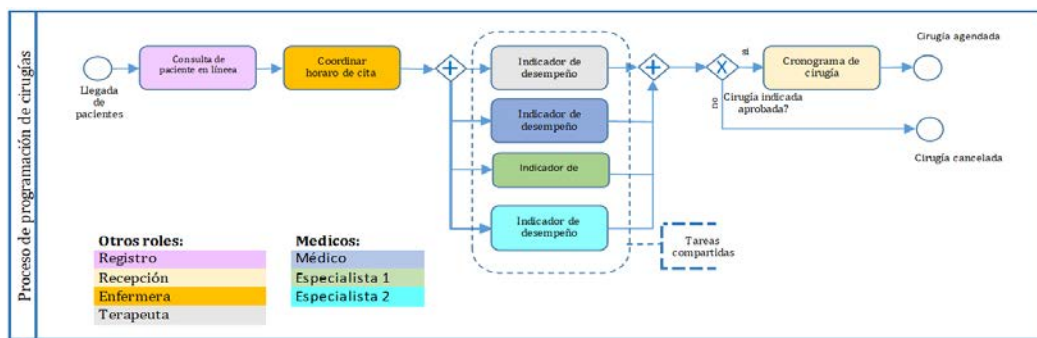 Proceso de programación de cirugías
Llegada
de
pacientes
Consulta de
paciente en líneea
Coordinar
horaro de cita
Indicador de
desempeño
Indicador de
desempeño
Indicador de
Indicador de
desempeño
Tareas
compartidas
si
no
Cirugía indicada
aprobada?
Cronograma de
cirugía
Cirugía agendada
Cirugía cancelada
Otros roles:
Registro
Recepción
Enfermera
Terapeuta
Medicos:
Médico
Especialista 1
Especialista 2